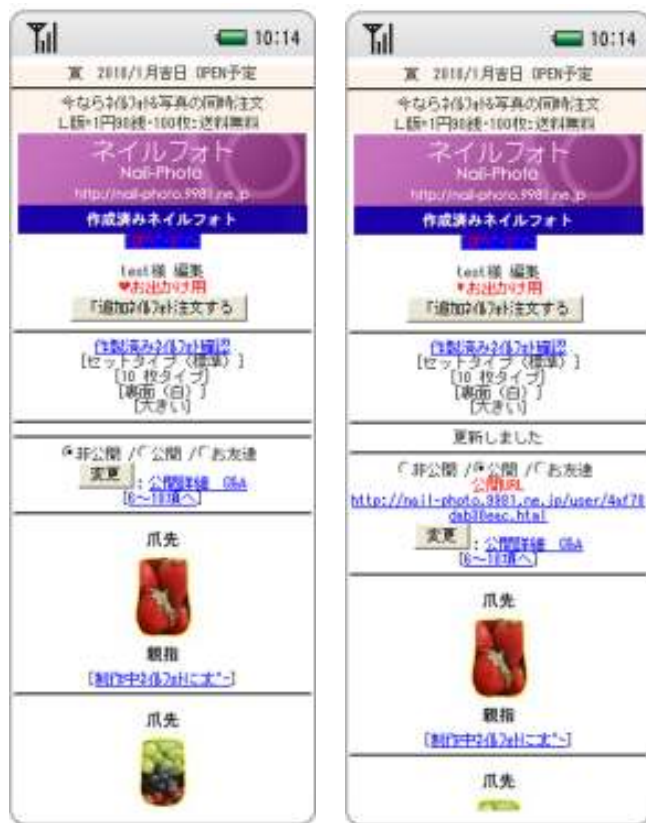 10:14
宣 2010/1月吉日 OPEN予定
今ならﾈｲﾙﾌｫﾄ&写真の同時注文
L版=1円90銭・100枚:送料無料
ネイルフォト
Nail-Photo
http://nail-photo.9981.ne.jp
作成済みネイルフォト
test様 編集
♥お出かけ用
「追加ﾈｲﾙﾌｫﾄ注文する
作製済みﾈｲﾙﾌｫﾄ確認
[セットタイプ（標準）]
[10 枚タイプ]
[裏面（白）]
[大きい]
非公開 / 公開 / お友達
変更 : 公開詳細 Q&A
[6～10項へ]
爪先
親指
[制作中ﾈｲﾙﾌｫﾄにｺﾋﾟｰ]
爪先
10:14
宣 2010/1月吉日 OPEN予定
今ならﾈｲﾙﾌｫﾄ&写真の同時注文
L版=1円90銭・100枚:送料無料
ネイルフォト
Nail-Photo
http://nail-photo.9981.ne.jp
作成済みネイルフォト
test様 編集
♥お出かけ用
「追加ﾈｲﾙﾌｫﾄ注文する
作製済みﾈｲﾙﾌｫﾄ確認
[セットタイプ（標準）]
[10 枚タイプ]
[裏面（白）]
[大きい]
更新しました
非公開 / 公開 / お友達
公開URL
http://nail-photo.9981.ne.jp/user/
変更 : 公開詳細 Q&A
[6～10項へ]
爪先
親指
[制作中ﾈｲﾙﾌｫﾄにｺﾋﾟｰ]
爪先